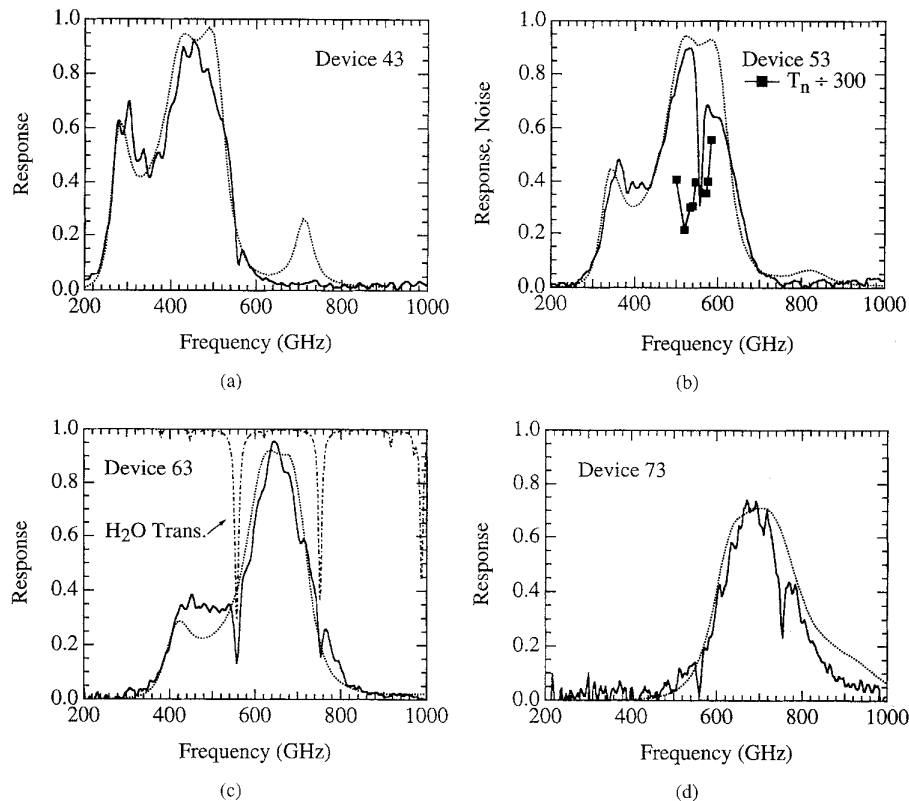 Device 43
Response
1.0
0.8
0.6
0.4
0.2
0.0
200 400 600 800 1000
Frequency (GHz)
(a)
Device 53
Tn ÷ 300
Response, Noise
1.0
0.8
0.6
0.4
0.2
0.0
200 400 600 800 1000
Frequency (GHz)
(b)
Device 63
H2O Trans.
Response
1.0
0.8
0.6
0.4
0.2
0.0
200 400 600 800 1000
Frequency (GHz)
(c)
Device 73
Response
1.0
0.8
0.6
0.4
0.2
0.0
200 400 600 800 1000
Frequency (GHz)
(d)